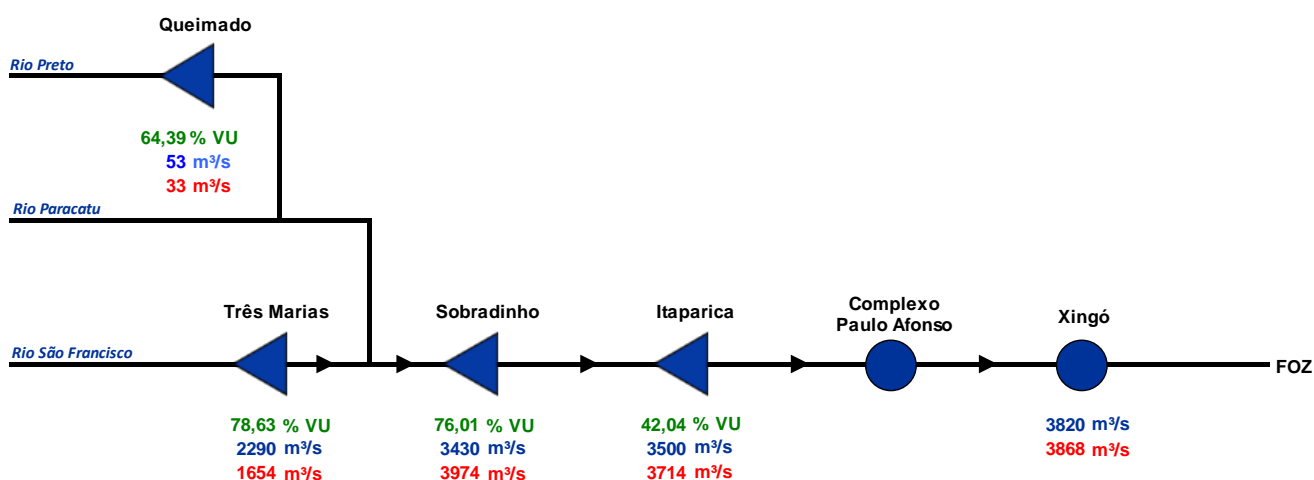 Queimado
Rio Preto
64,39 % VU
53 m³/s
33 m³/s
Rio Paracatu
Três Marias
Sobradinho
Itaparica
Complexo
Paulo Afonso
Xingó
Rio São Francisco
FOZ
78,63 % VU
2290 m³/s
1654 m³/s
76,01 % VU
3430 m³/s
3974 m³/s
42,04 % VU
3500 m³/s
3714 m³/s
3820 m³/s
3868 m³/s